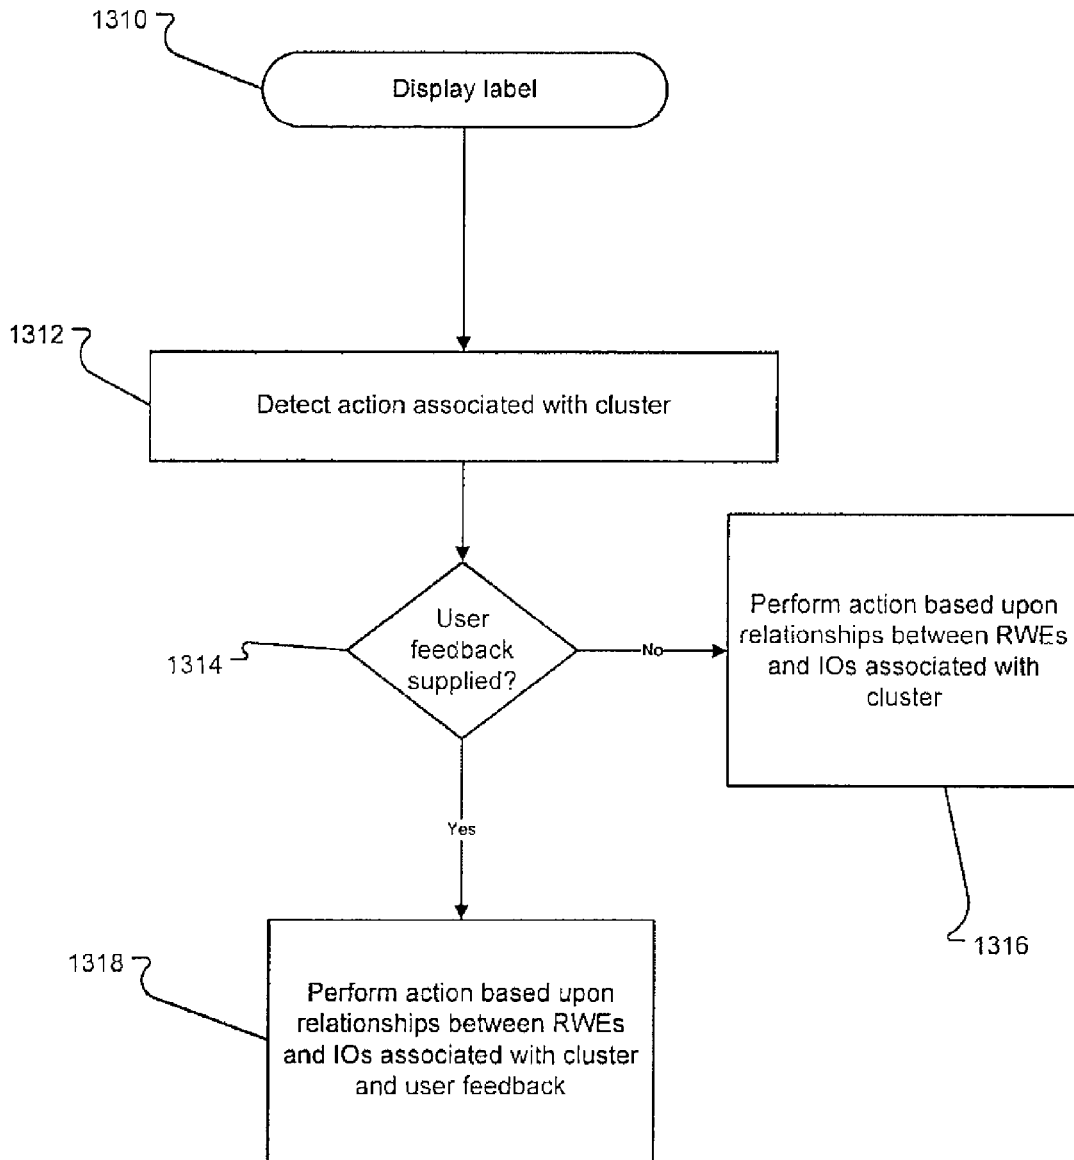 1310
Display label
1312
Detect action associated with cluster
User
feedback
supplied?
1314
No
Perform action based upon
relationships between RWEs
and IOs associated with
cluster
1316
Yes
1318
Perform action based upon
relationships between RWEs
and IOs associated with cluster
and user feedback